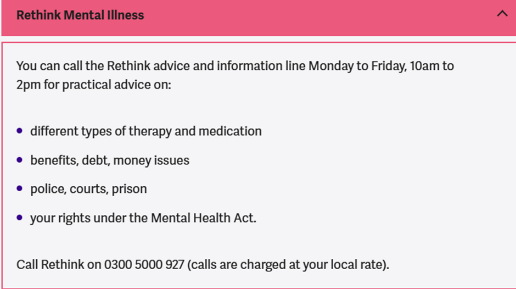 Rethink Mental Illness
You can call the Rethink advice and information line Monday to Friday, 10am to
2pm for practical advice on:
different types of therapy and medication
benefits, debt, money issues
police, courts, prison
your rights under the Mental Health Act.
Call Rethink on 0300 5000 927 (calls are charged at your local rate).